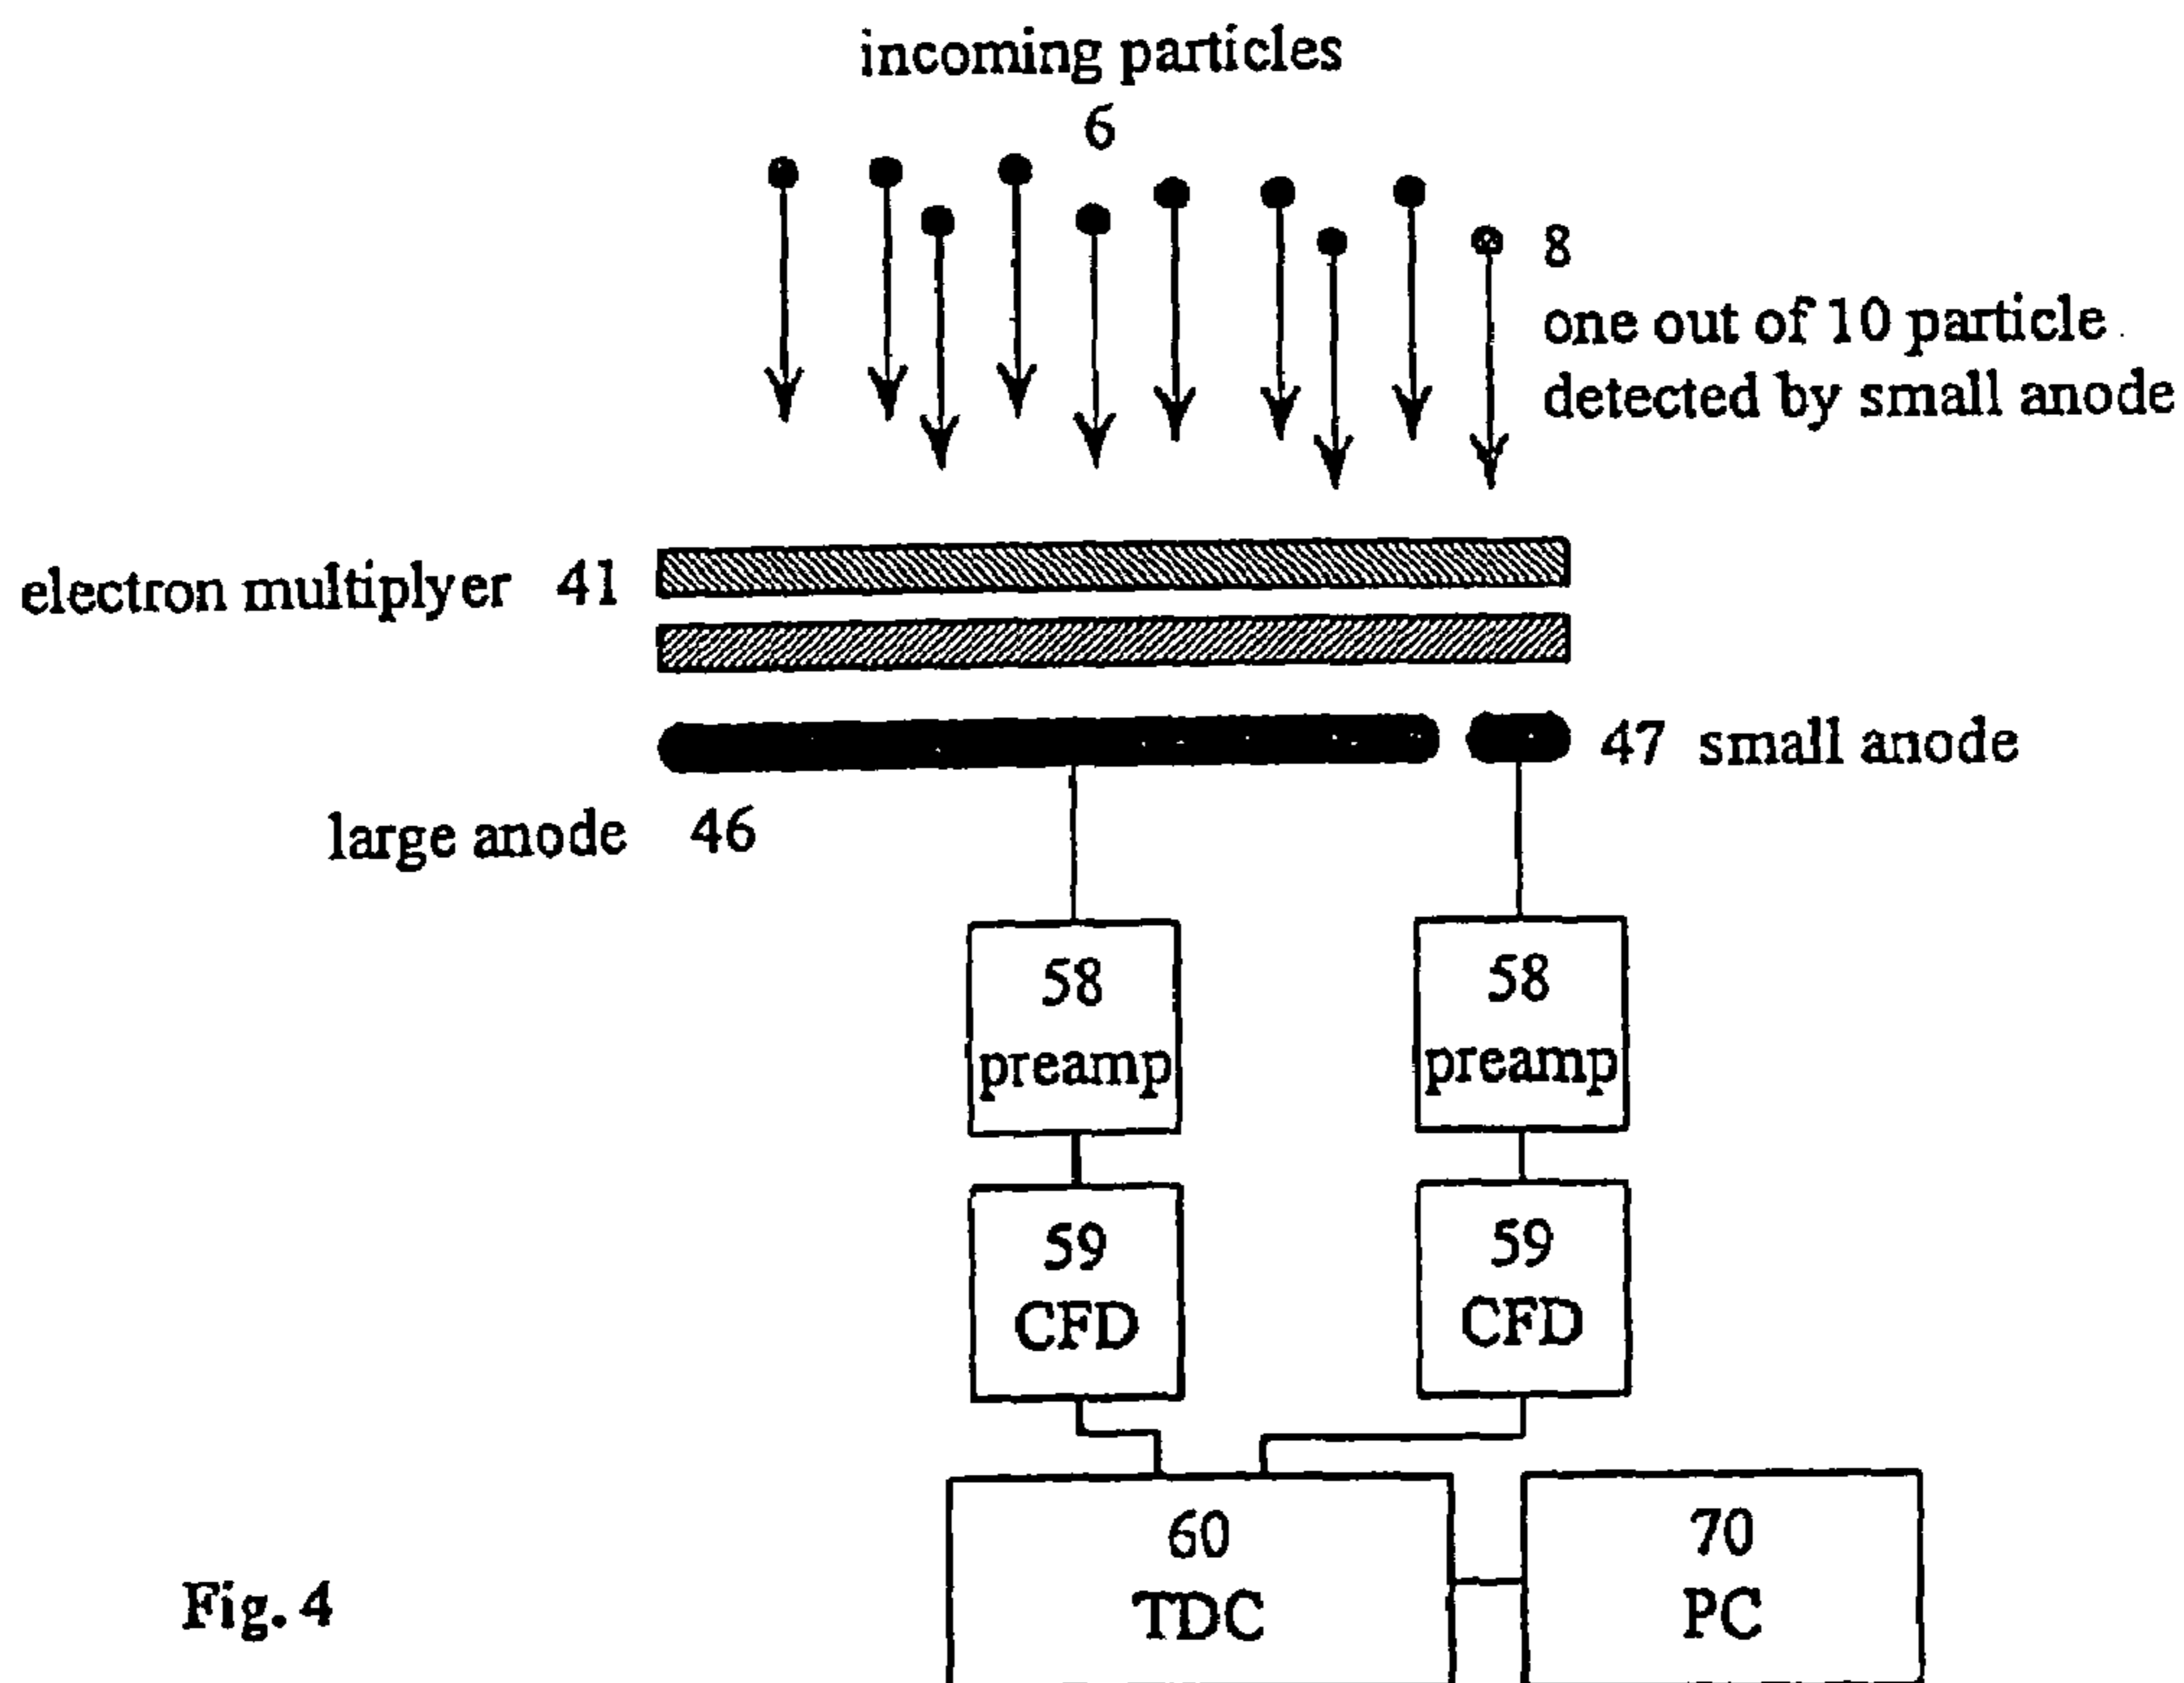 incoming particles
6
8
one out of 10 particle
detected by small anode
electron multiplyer 41
47 small anode
large anode 46
58
preamp
58
preamp
59
CFD
59
CFD
60
TDC
70
PC
Fig. 4